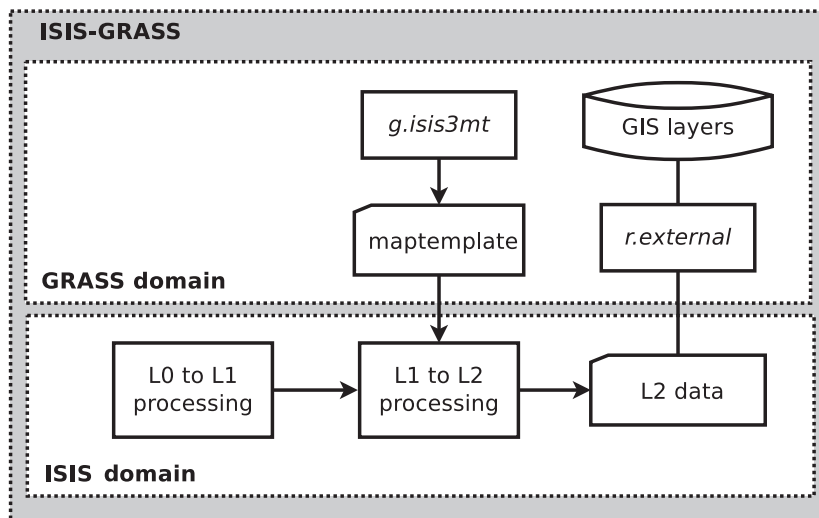 ISIS-GRASS
g.isis3mt
GIS layers
maptemplate
r.external
GRASS domain
L0 to L1
processing
L1 to L2
processing
L2 data
ISIS domain